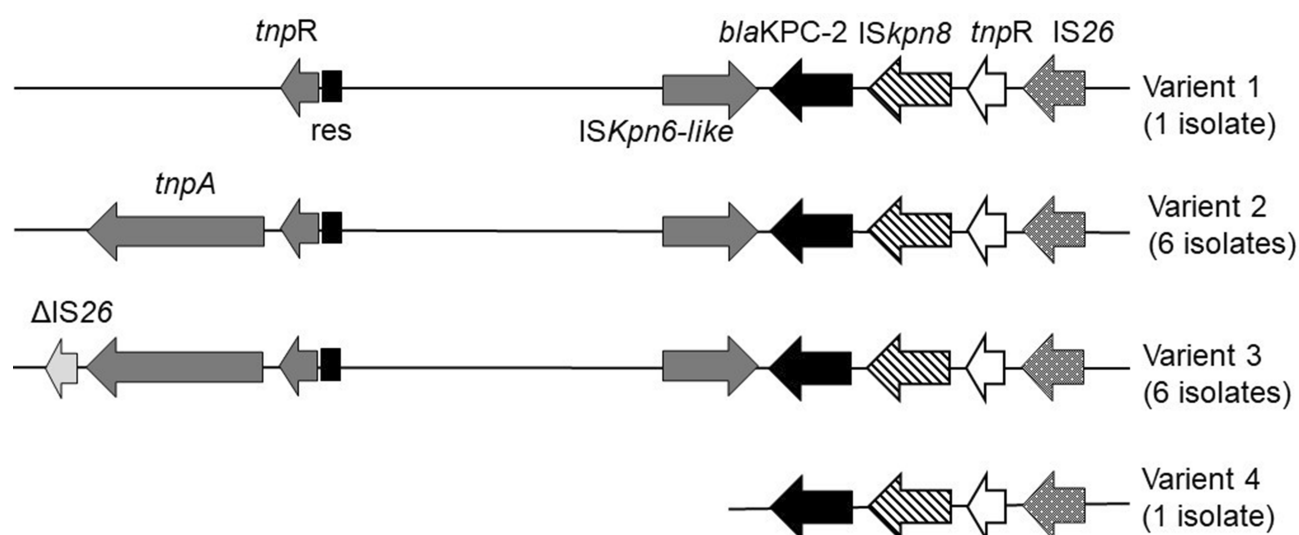 tnpR
blaKPC-2 ISkpn8 tnpR IS26
res
ISKpn6-like
Varient 1
(1 isolate)
tnpA
Varient 2
(6 isolates)
ΔIS26
Varient 3
(6 isolates)
Varient 4
(1 isolate)